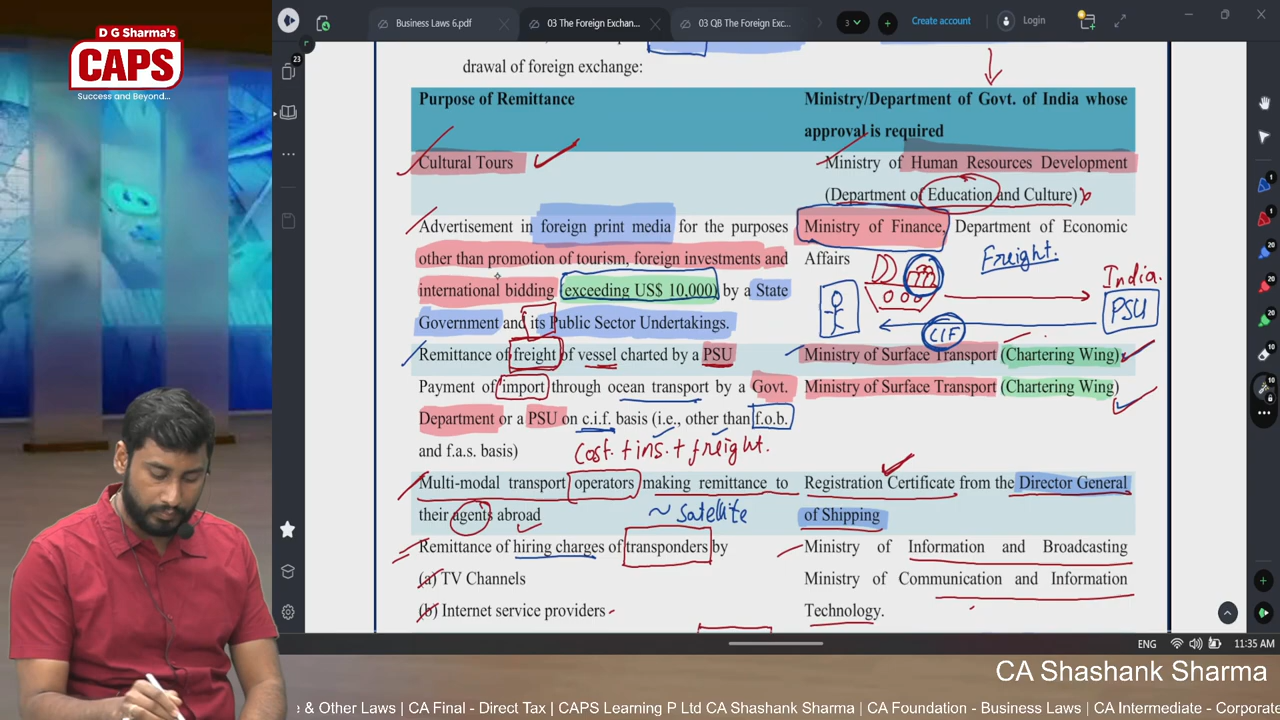 D G Sharma's
CAPS
Success and Beyond...
Business Laws 6.pdf
03 The Foreign Exchan...
03 QB The Foreign Exc...
3
Create account
Login
23
drawal of foreign exchange:
Purpose of Remittance
Ministry/Department of Govt. of India whose
approval is required
Cultural Tours
Ministry of Human Resources Development
(Department of Education and Culture)
Advertisement in foreign print media for the purposes
other than promotion of tourism, foreign investments and
international bidding (exceeding US$ 10,000) by a State
Government and its Public Sector Undertakings.
Ministry of Finance, Department of Economic
Affairs
Freight.
India.
PSU
CIF
Remittance of freight of vessel charted by a PSU
Ministry of Surface Transport (Chartering Wing)
Payment of import through ocean transport by a Govt.
Department or a PSU on c.i.f. basis (i.e., other than f.o.b.
and f.a.s. basis)
Ministry of Surface Transport (Chartering Wing)
Cost + ins. + freight.
Multi-modal transport operators making remittance to
their agents abroad
Registration Certificate from the Director General
of Shipping
~ Satellite
Remittance of hiring charges of transponders by
(a) TV Channels
(b) Internet service providers
Ministry of Information and Broadcasting
Ministry of Communication and Information
Technology.
1
1
20
20
20
10
10
ENG
11:35 AM
CA Shashank Sharma
e & Other Laws | CA Final - Direct Tax | CAPS Learning P Ltd CA Shashank Sharma | CA Foundation - Business Laws | CA Intermediate - Corporate